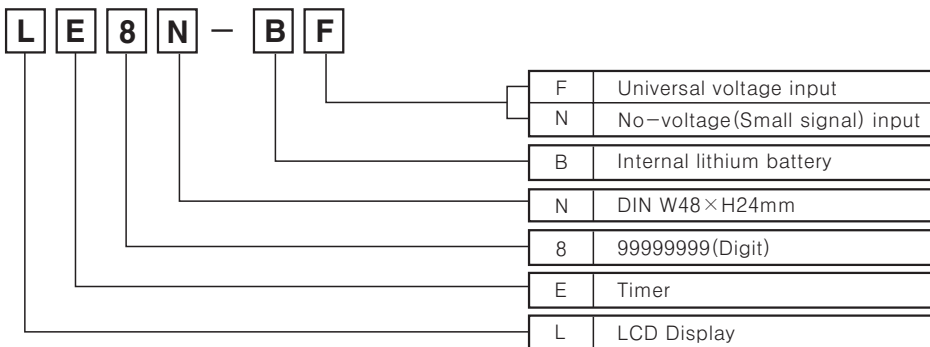 L E 8 N － B F
F Universal voltage input
N No－voltage(Small signal) input
B Internal lithium battery
N DIN W48×H24mm
8 99999999(Digit)
E Timer
L LCD Display